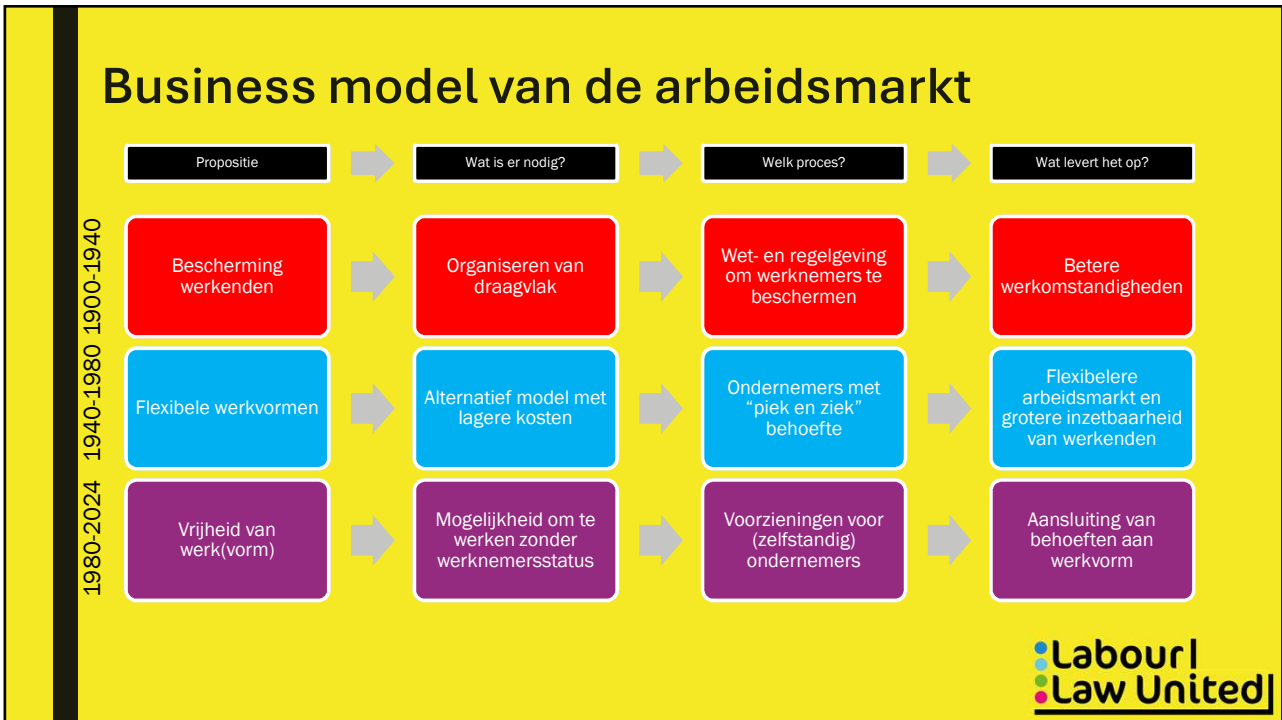 Business model van de arbeidsmarkt
Propositie
Wat is er nodig?
Welk proces?
Wat levert het op?
1900-1940
Bescherming
werkenden
Organiseren van
draagvlak
Wet- en regelgeving
om werknemers te
beschermen
Betere
werkomstandigheden
1940-1980
Flexibele werkvormen
Alternatief model met
lagere kosten
Ondernemers met
“piek en ziek”
behoefte
Flexibelere
arbeidsmarkt en
grotere inzetbaarheid
van werkenden
1980-2024
Vrijheid van
werk(vorm)
Mogelijkheid om te
werken zonder
werknemersstatus
Voorzieningen voor
(zelfstandig)
ondernemers
Aansluiting van
behoeften aan
werkvorm
Labour
Law United